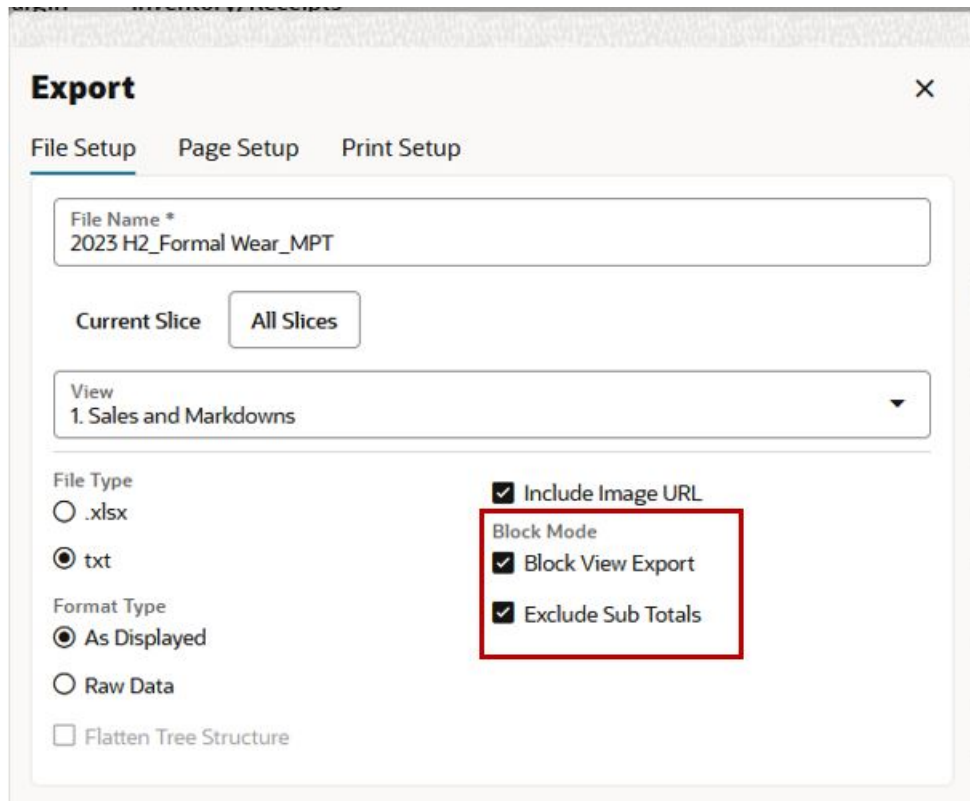 Export
File Setup Page Setup Print Setup
File Name *
2023 H2_Formal Wear_MPT
Current Slice All Slices
View
1. Sales and Markdowns
File Type
.xlsx
txt
Format Type
As Displayed
Raw Data
Flatten Tree Structure
Include Image URL
Block Mode
Block View Export
Exclude Sub Totals